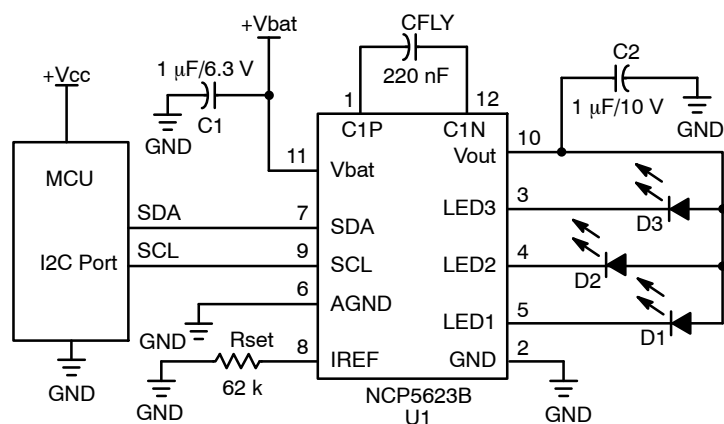 +Vbat
CFLY
220 nF
+Vcc
1 μF/6.3 V
C1
GND
C2
1 μF/10 V
GND
1
12
C1P
C1N
MCU
I2C Port
GND
SDA
SCL
11
Vbat
7
SDA
9
SCL
6
AGND
GND
8
IREF
Rset
62 k
GND
10
Vout
3
LED3
D3
4
LED2
D2
5
LED1
D1
2
GND
GND
NCP5623B
U1